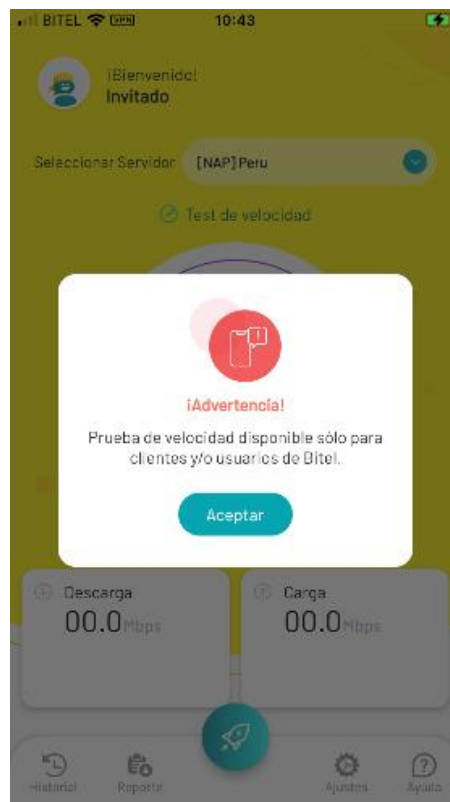 BITEL VPN 10:43
¡Bienvenido!
Invitado
Seleccionar Servidor [NAP] Peru
Test de velocidad
¡Advertencia!
Prueba de velocidad disponible sólo para
clientes y/o usuarios de Bitel.
Aceptar
Descarga Carga
00.0 Mbps 00.0 Mbps
Historial Reporte Ajustes Ayuda